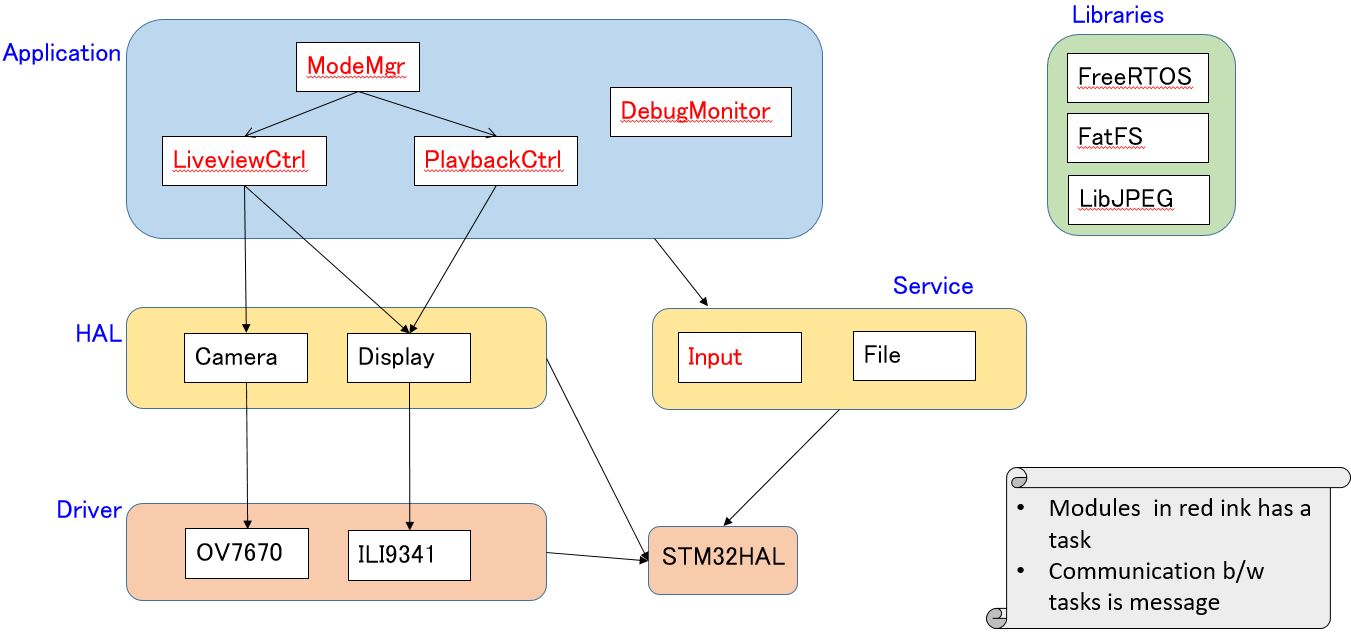 Libraries
Application
ModeMgr
FreeRTOS
DebugMonitor
FatFS
LiveviewCtrl
PlaybackCtrl
LibJPEG
Service
HAL
Camera
Display
Input
File
Driver
OV7670
ILI9341
STM32HAL
• Modules in red ink has a
task
• Communication b/w
tasks is message